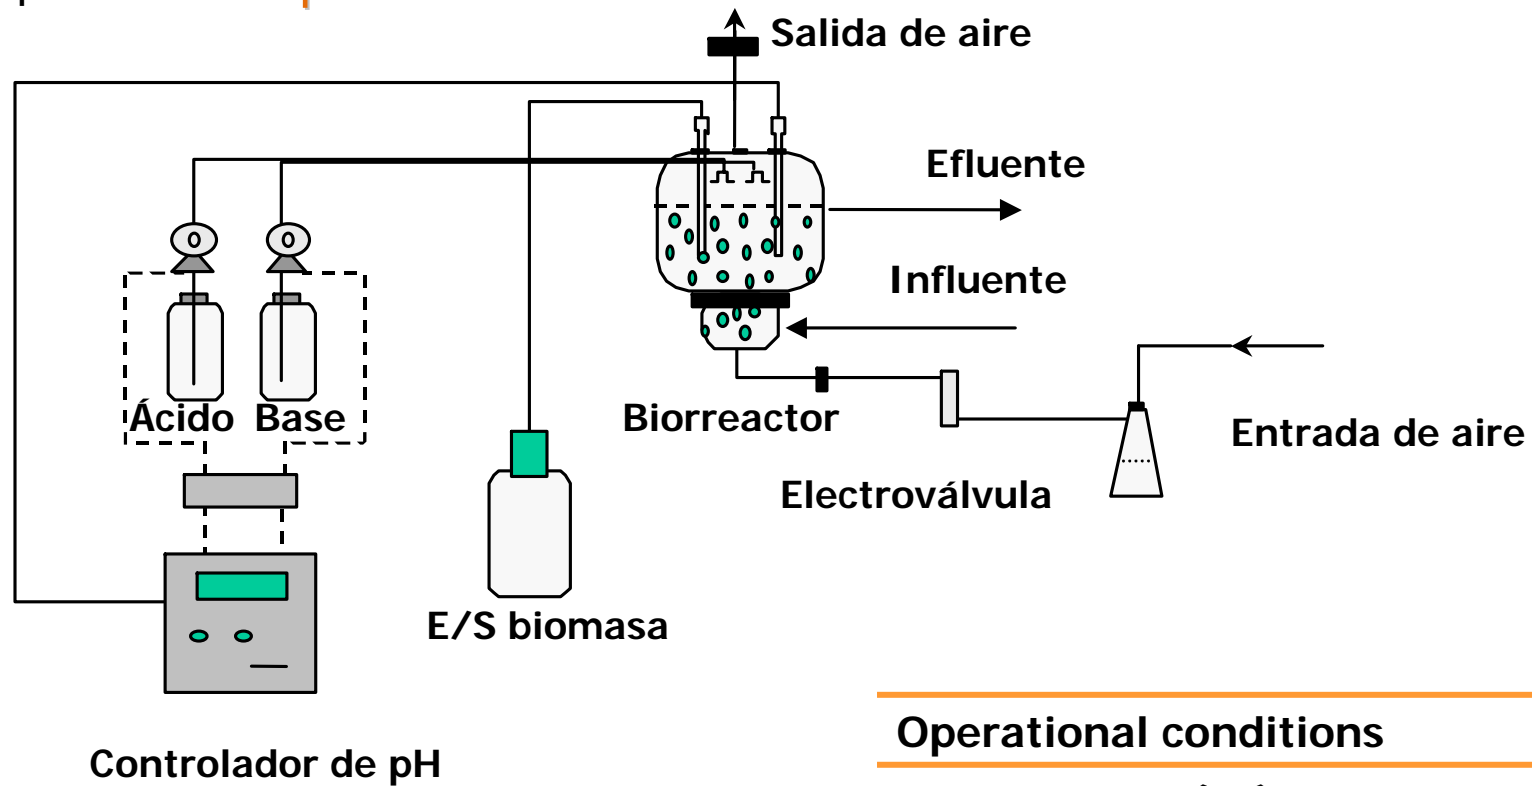 Salida de aire
Efluente
Influente
Ácido Base
Biorreactor
Entrada de aire
Electroválvula
E/S biomasa
Operational conditions
Controlador de pH